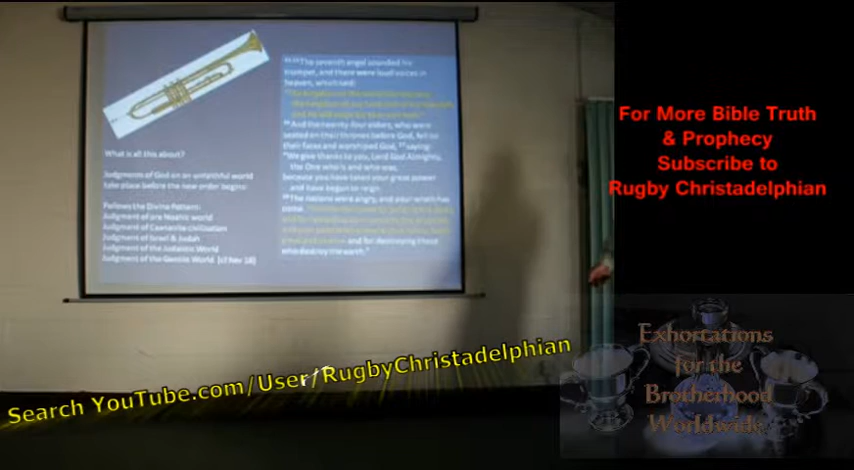 What is all this about?
Judgments of God on an unfaithful world
take place before the new order begins:
Follows the Divine Pattern:
Judgment of pre Noahic world
Judgment of Caananite civilisation
Judgment of Israel & Judah
Judgment of the Judaistic World
Judgment of the Gentile World (cf Rev 18)
The seventh angel sounded his
trumpet, and there were loud voices in
heaven, which said:
And the twenty-four elders, who were
seated on their thrones before God, fell on
their faces and worshiped God, saying:
"We give thanks to you, Lord God Almighty,
the One who is and who was,
because you have taken your great power
and have begun to reign.
The nations were angry, and your wrath has
come.
and for destroying those
who destroy the earth."
For More Bible Truth
& Prophecy
Subscribe to
Rugby Christadelphian
Exhortations
for the
Brotherhood
Worldwide
Search YouTube.com/User/RugbyChristadelphian